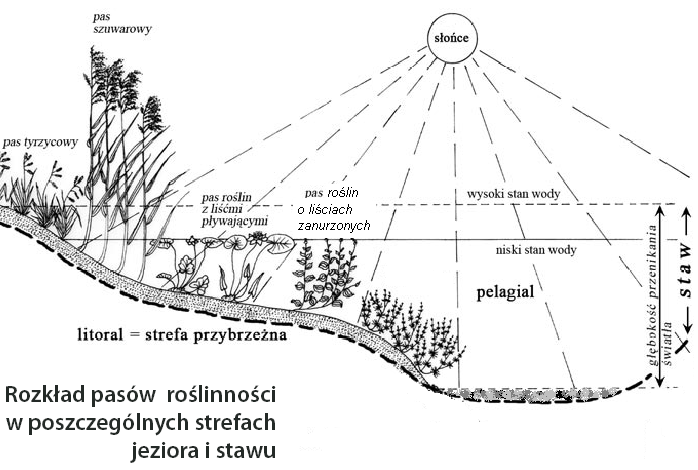 pas
szuwarowy
słońce
pas tyrzycowy
pas roślin
z liśćmi
pływającymi
pas roślin
o liściach
zanurzonych
wysoki stan wody
niski stan wody
pelagial
głębokość przenikania
światła
staw
litoral = strefa przybrzeżna
Rozkład pasów roślinności
w poszczególnych strefach
jeziora i stawu